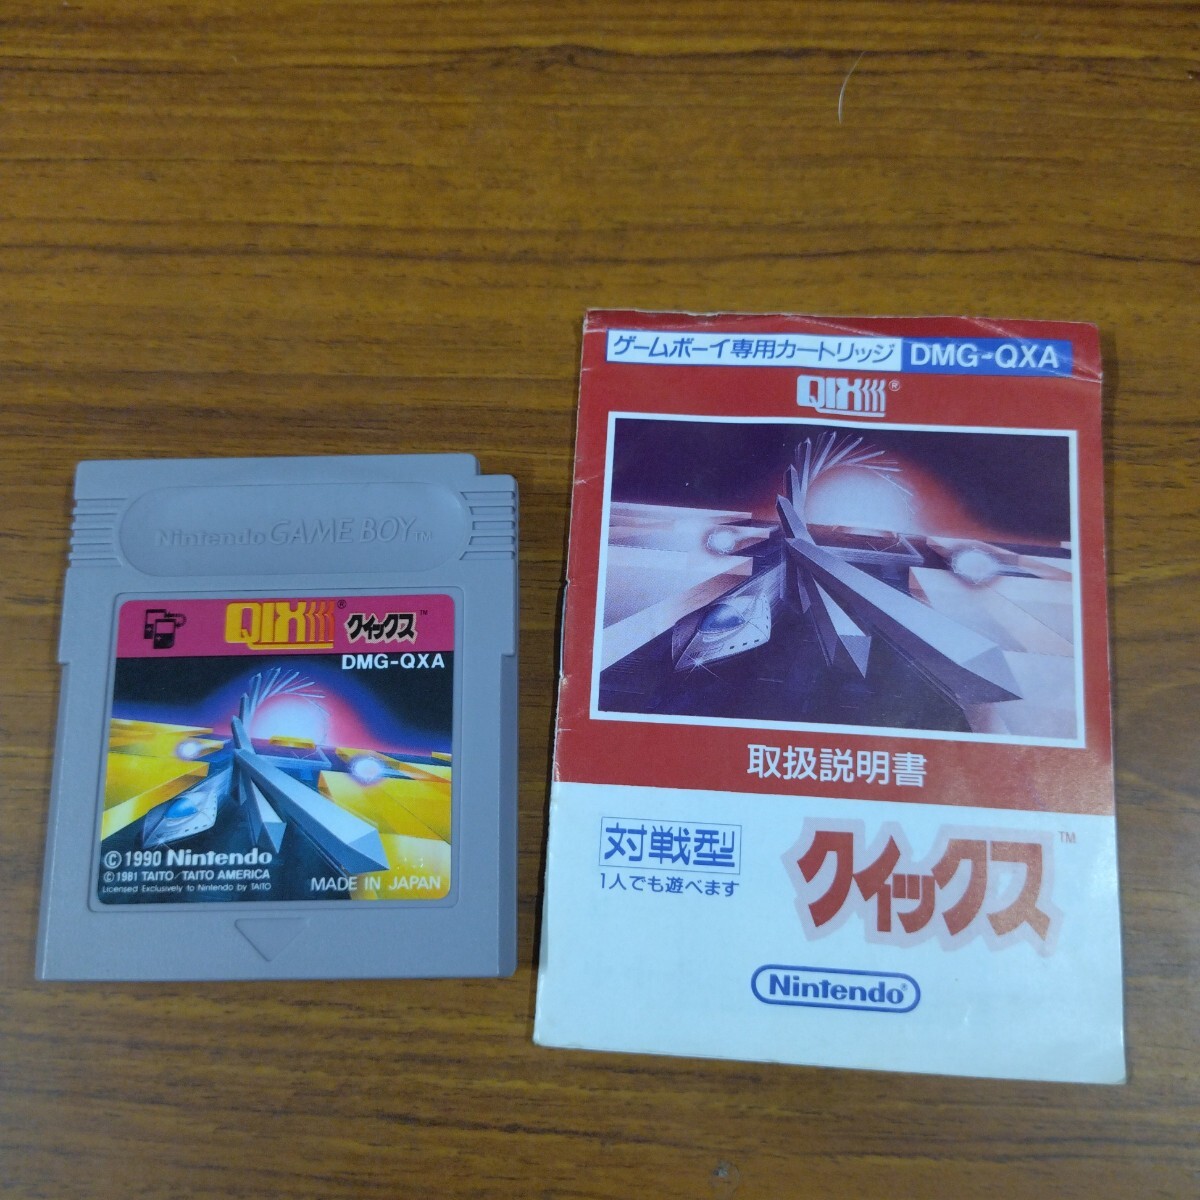 Nintendo GAME BOY TM
QIX ® クイックス ™
DMG-QXA
© 1990 Nintendo
© 1981 TAITO/TAITO AMERICA
Licensed Exclusively to Nintendo by TAITO
MADE IN JAPAN
ゲームボーイ専用カートリッジ DMG-QXA
QIX ®
取扱説明書
対戦型
1人でも遊べます
クイックス ™
Nintendo®